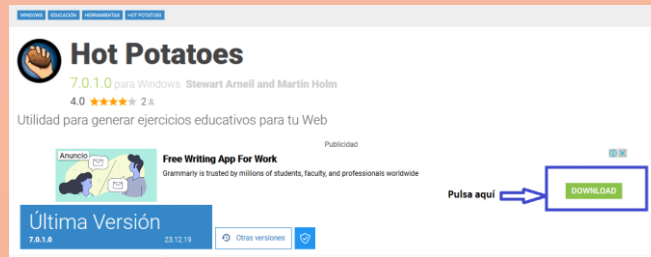 WINDOWS EDUCACIÓN HERRAMIENTAS HOT POTATOES
Hot Potatoes
7.0.1.0 para Windows Stewart Arneil and Martin Holm
4.0 2
Utilidad para generar ejercicios educativos para tu Web
Publicidad
Anuncio
Free Writing App For Work
Grammarly is trusted by millions of students, faculty, and professionals worldwide
Pulsa aquí
DOWNLOAD
Última Versión
7.0.1.0 23.12.19
Otras versiones